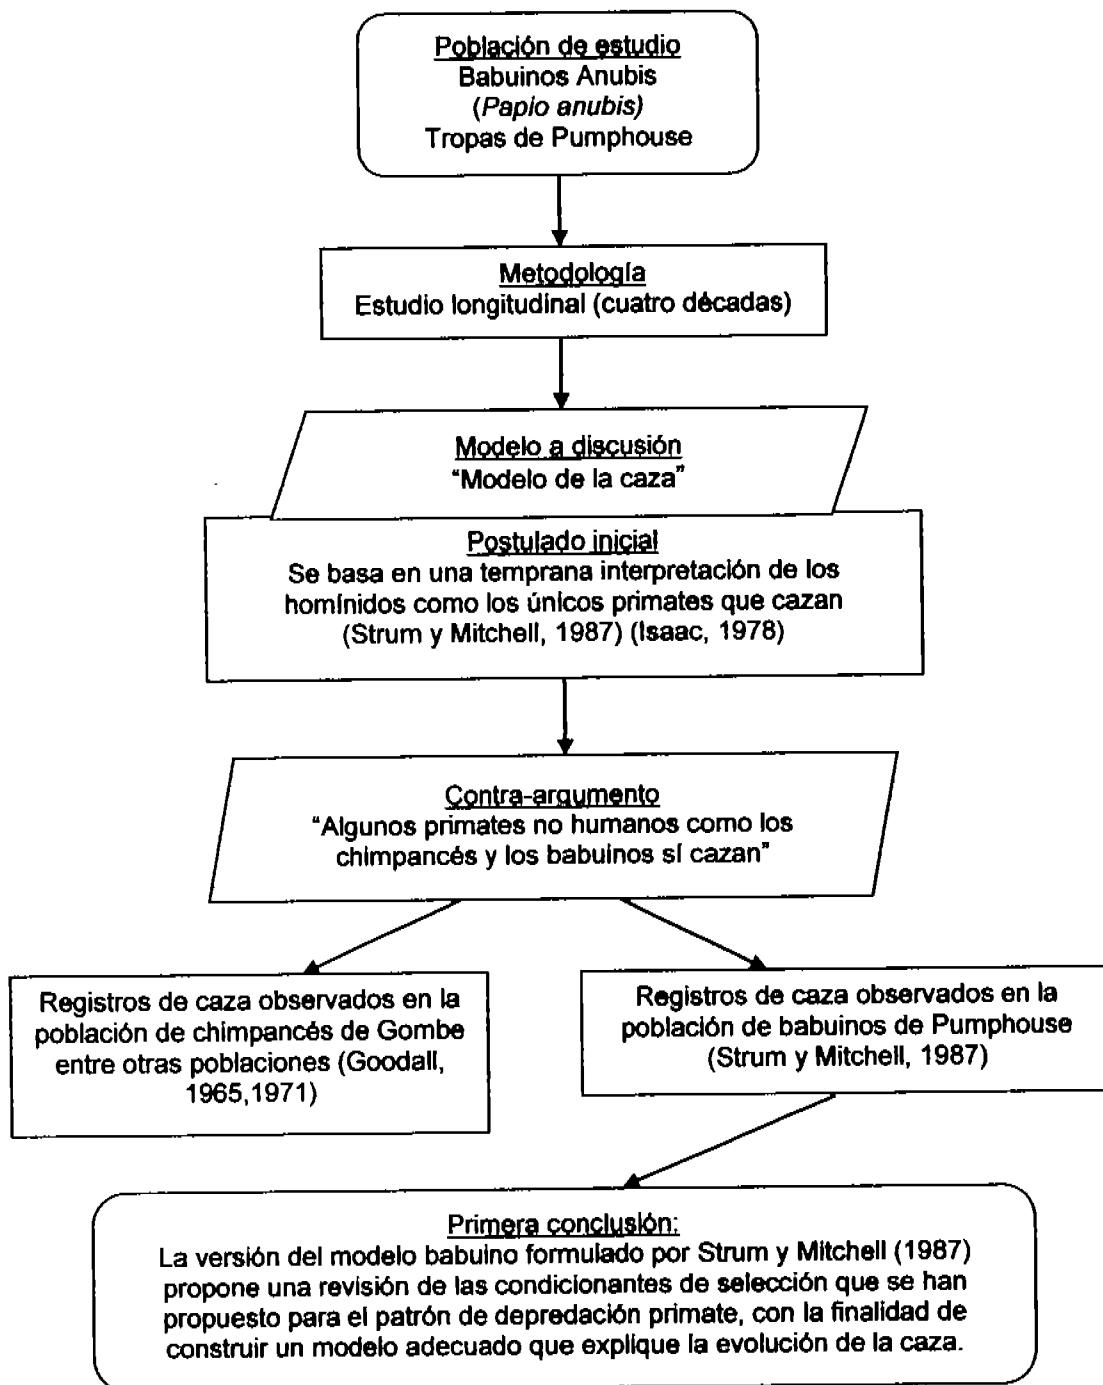 Población de estudio
Babuinos Anubis
(Papio anubis)
Tropas de Pumphouse
Metodología
Estudio longitudinal (cuatro décadas)
Modelo a discusión
“Modelo de la caza”
Postulado inicial
Se basa en una temprana interpretación de los
homínidos como los únicos primates que cazan
(Strum y Mitchell, 1987) (Isaac, 1978)
Contra-argumento
“Algunos primates no humanos como los
chimpancés y los babuinos sí cazan”
Registros de caza observados en la
población de chimpancés de Gombe
entre otras poblaciones (Goodall,
1965,1971)
Registros de caza observados en la
población de babuinos de Pumphouse
(Strum y Mitchell, 1987)
Primera conclusión:
La versión del modelo babuino formulado por Strum y Mitchell (1987)
propone una revisión de las condicionantes de selección que se han
propuesto para el patrón de depredación primate, con la finalidad de
construir un modelo adecuado que explique la evolución de la caza.